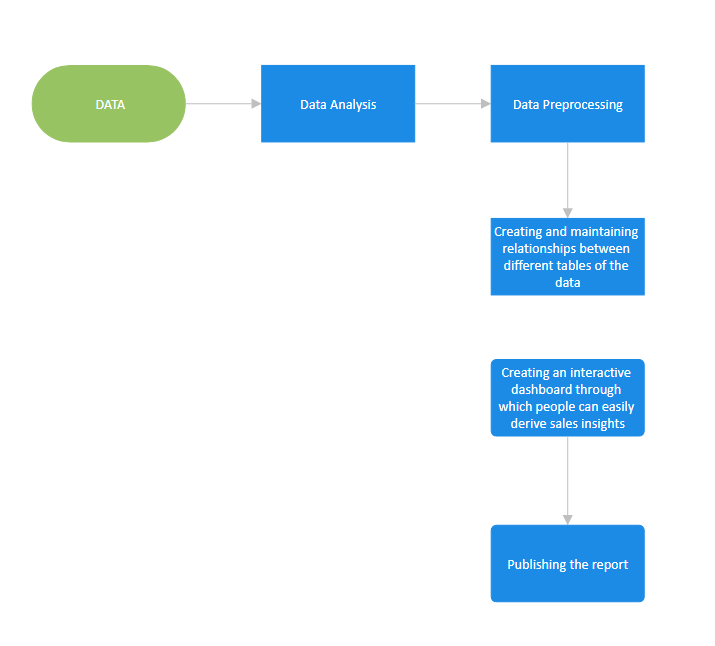 DATA
Data Analysis
Data Preprocessing
Creating and maintaining
relationships between
different tables of the
data
Creating an interactive
dashboard through
which people can easily
derive sales insights
Publishing the report